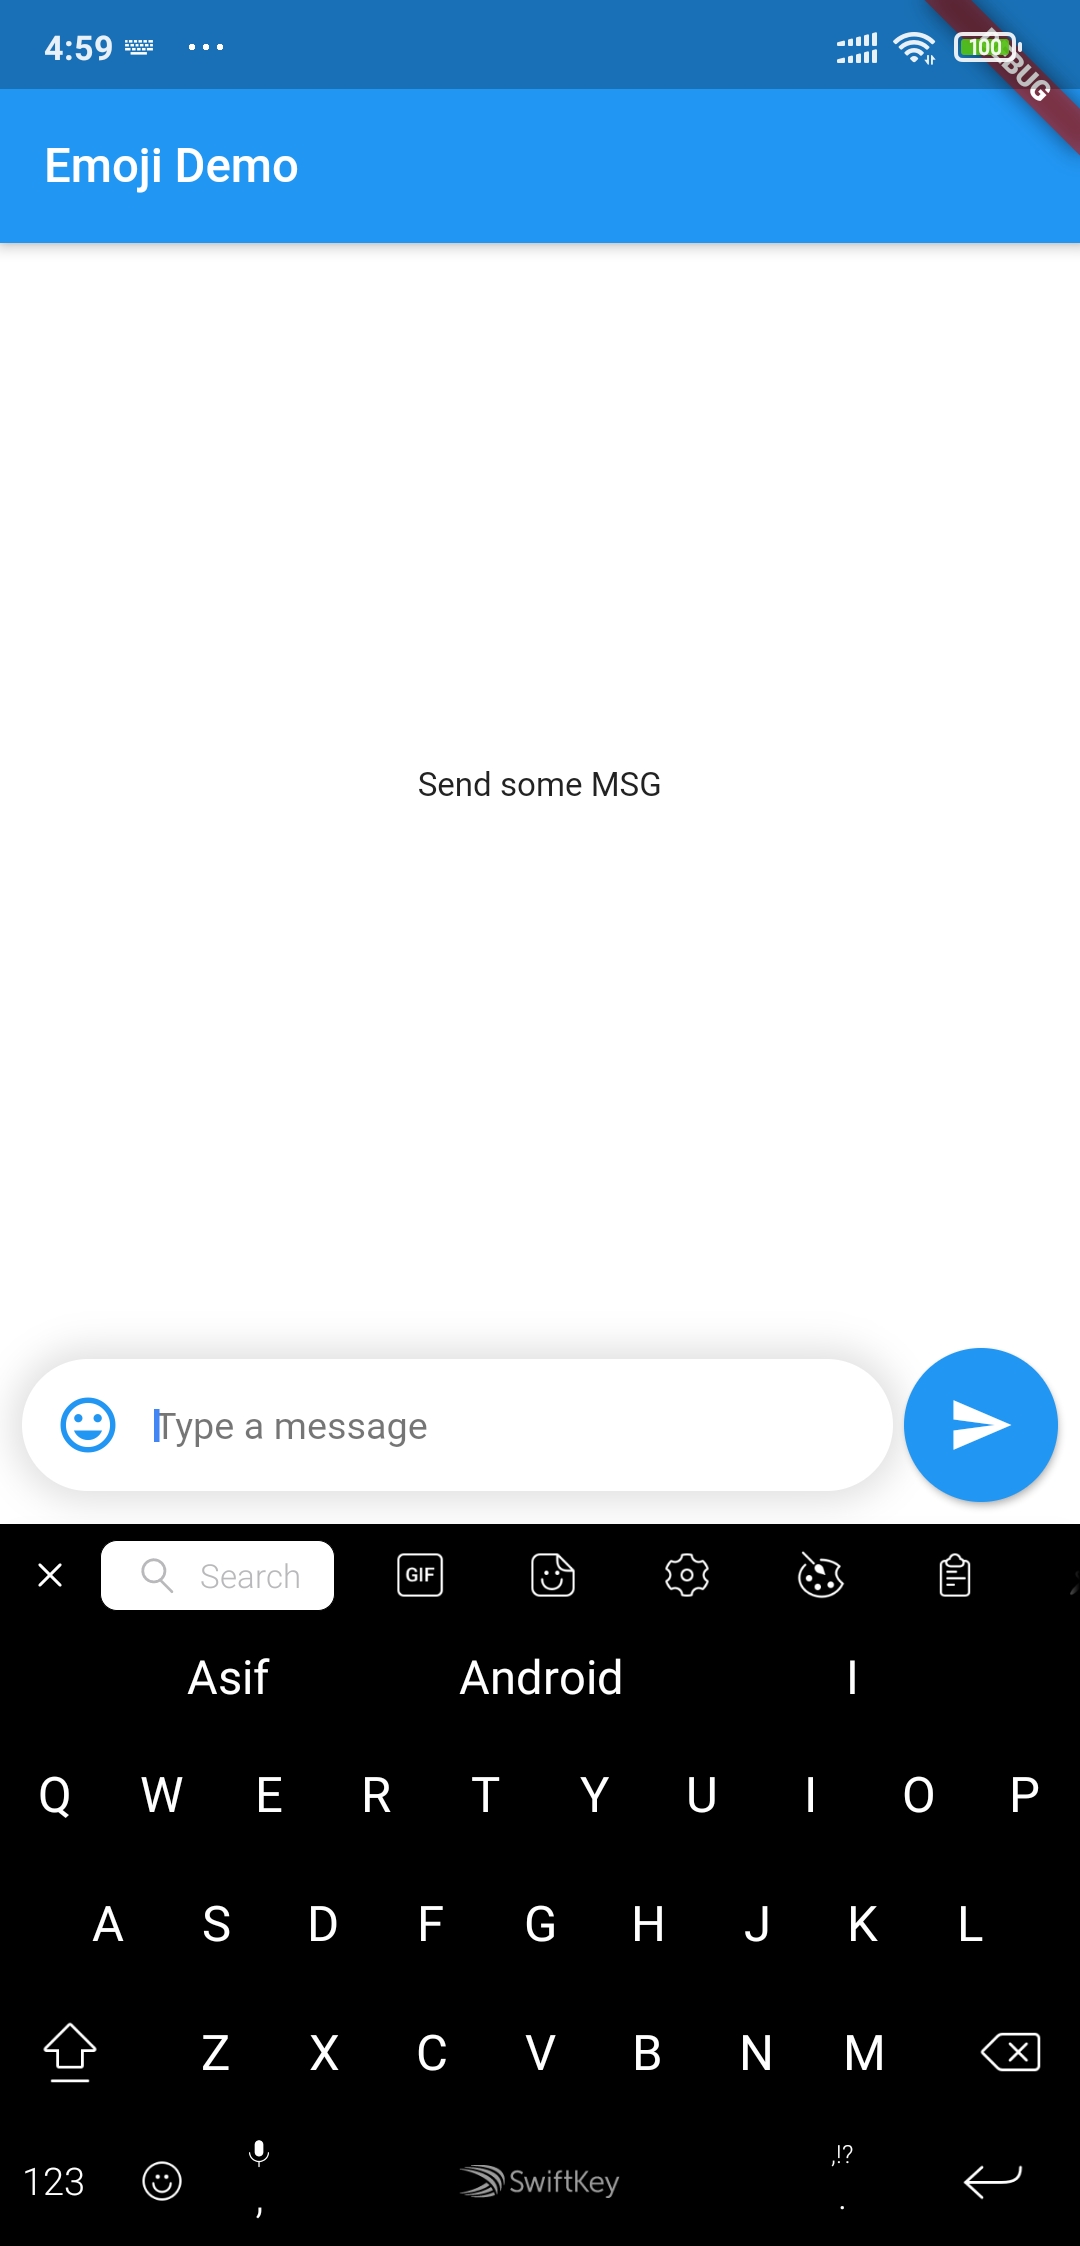 4:59
100
DEBUG
Emoji Demo
Send some MSG
Type a message
Search
GIF
Asif Android I
Q W E R T Y U I O P
A S D F G H J K L
Z X C V B N M
,!?
123 , SwiftKey .